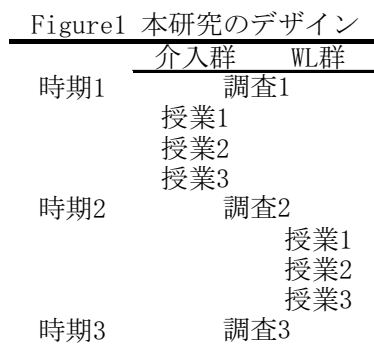 Figure1 本研究のデザイン
介入群 WL群
時期1 調査1
授業1
授業2
授業3
時期2 調査2
授業1
授業2
授業3
時期3 調査3